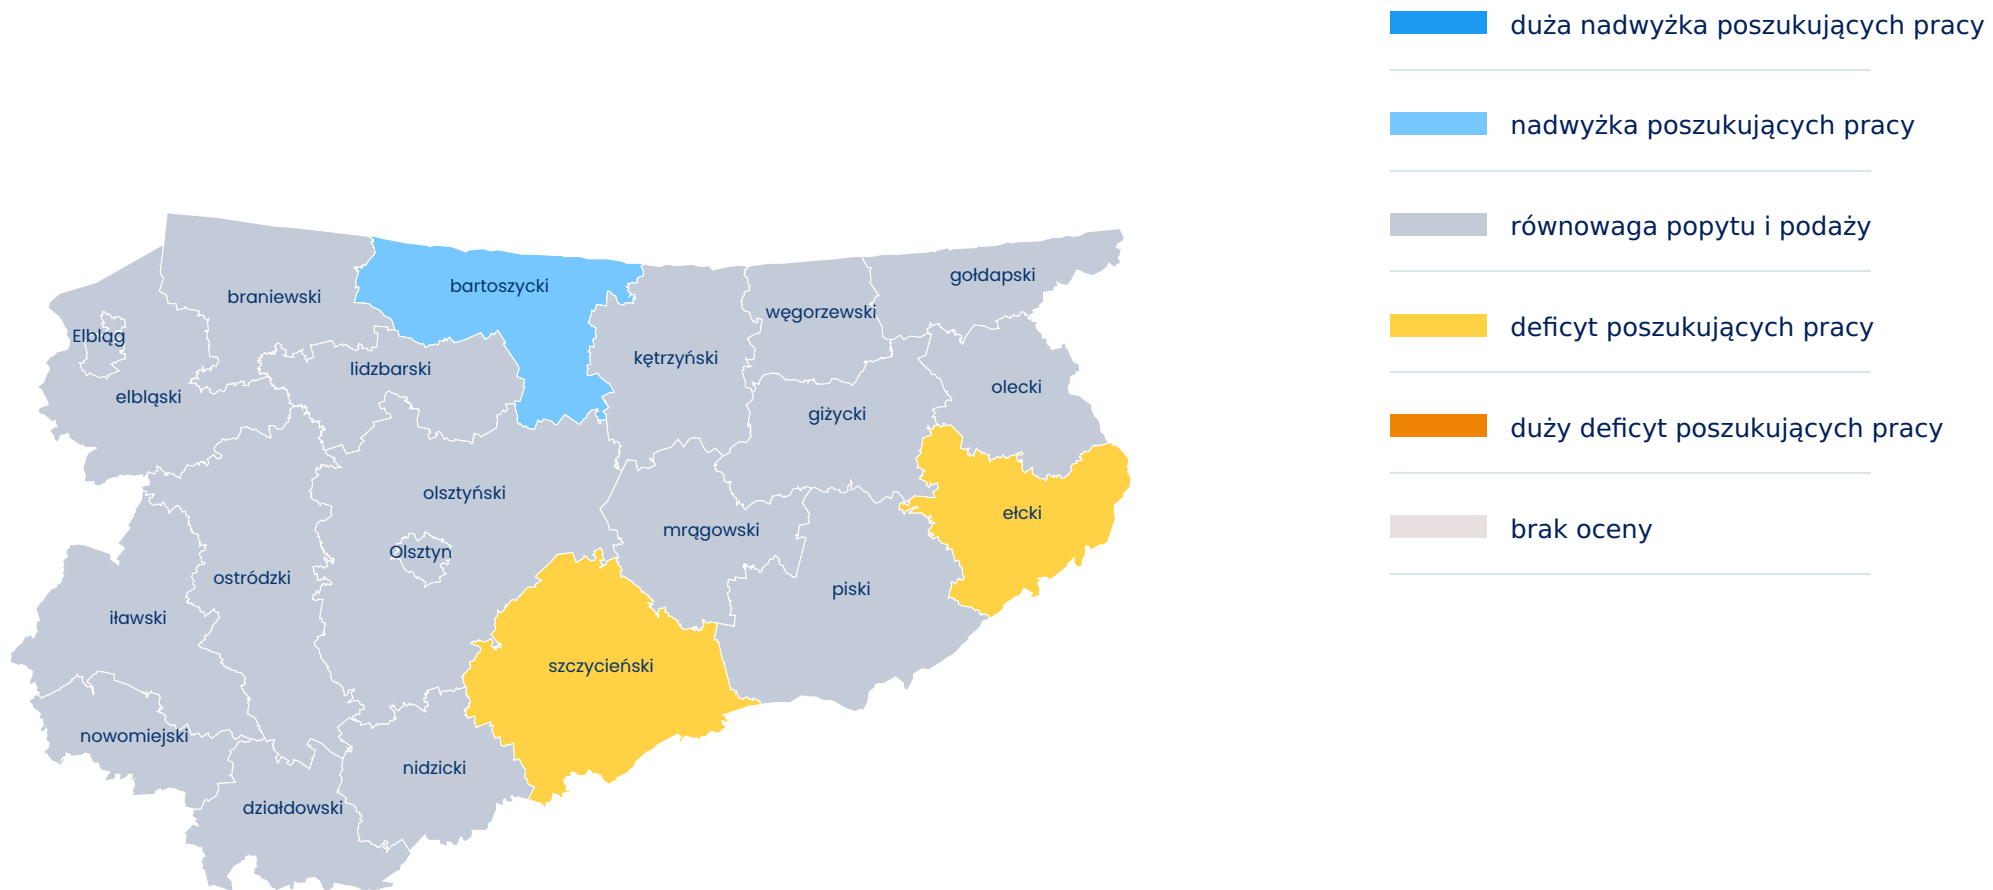 duża nadwyżka poszukujących pracy
nadwyżka poszukujących pracy
równowaga popytu i podaży
deficyt poszukujących pracy
duży deficyt poszukujących pracy
brak oceny
gołdapski
bartoszycki
braniewski
węgorzewski
Elbląg
kętrzyński
lidzbarski
olecki
elbląski
giżycki
olsztyński
ełcki
mrągowski
Olsztyn
ostródzki
piski
iławski
szczycieński
nowomiejski
nidzicki
działdowski